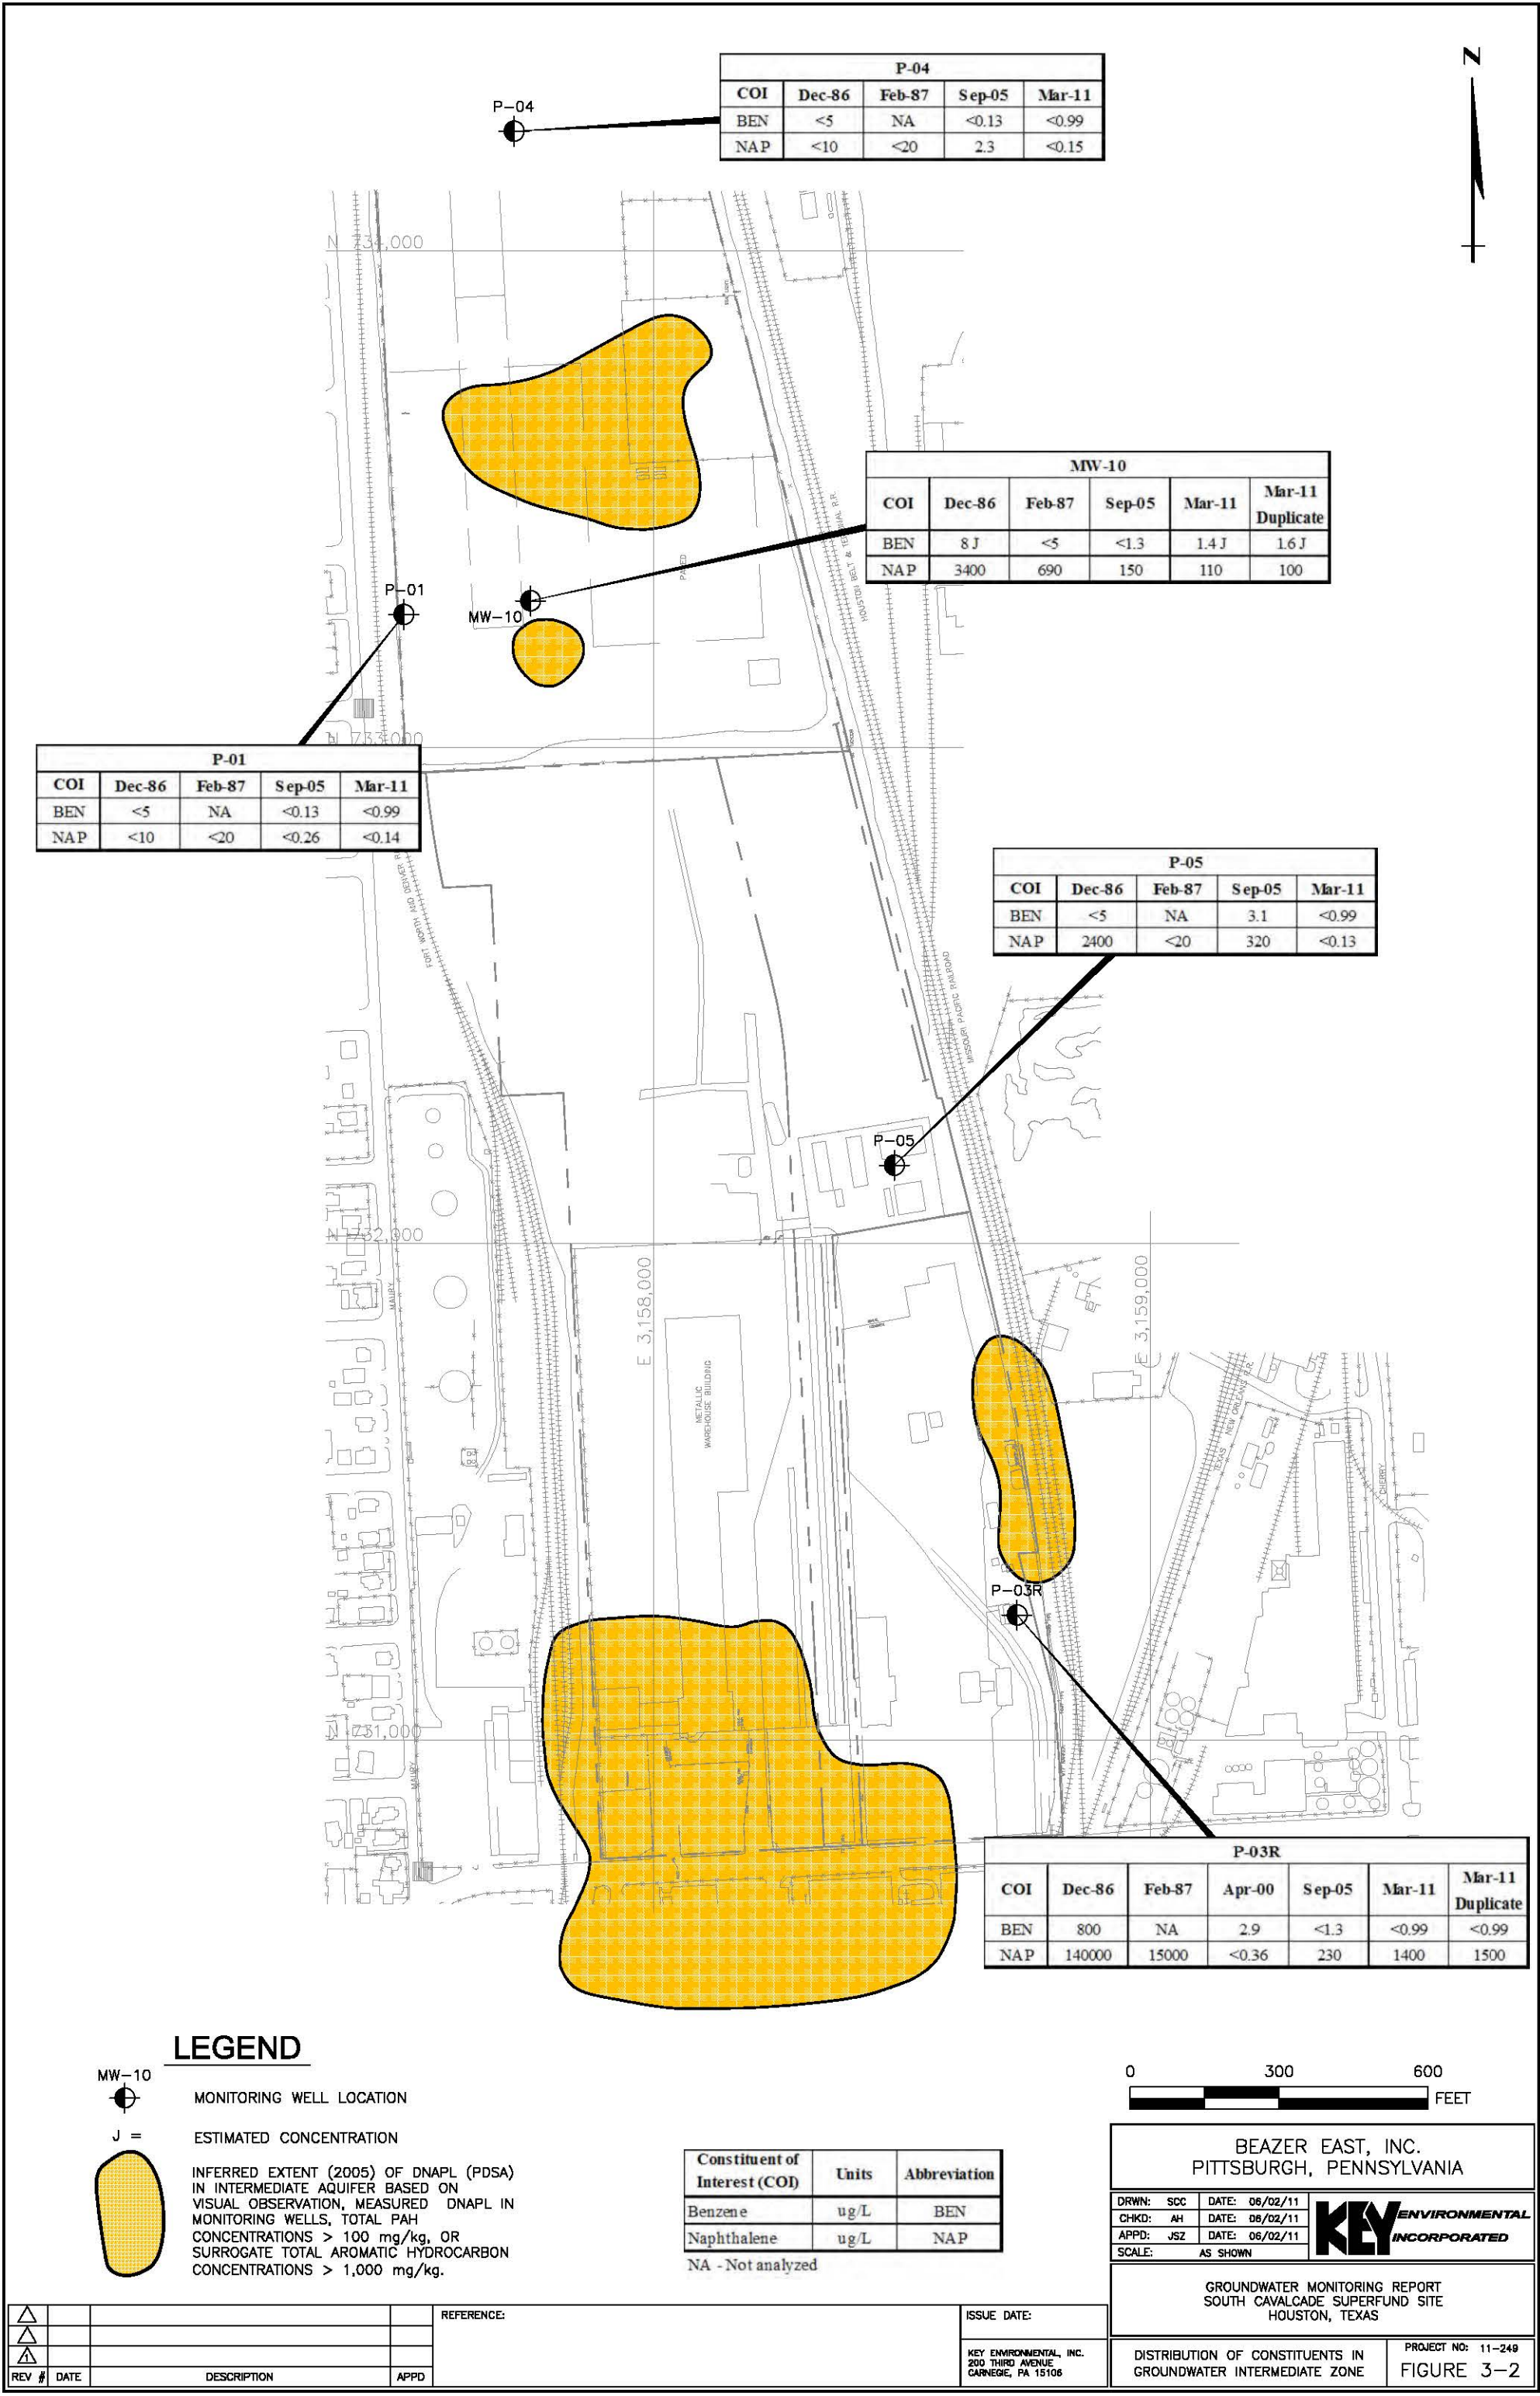 N
P-04
P-04
COI Dec-86 Feb-87 Sep-05 Mar-11
BEN <5 NA <0.13 <0.99
NAP <10 <20 2.3 <0.15
N 734,000
MW-10
COI Dec-86 Feb-87 Sep-05 Mar-11 Mar-11 Duplicate
BEN 8 J <5 <1.3 1.4 J 1.6 J
NAP 3400 690 150 110 100
PAVED
HOUSTON BELT & TERMINAL R.R.
P-01
MW-10
N 733,000
P-01
COI Dec-86 Feb-87 Sep-05 Mar-11
BEN <5 NA <0.13 <0.99
NAP <10 <20 <0.26 <0.14
FORT WORTH AND DENVER
P-05
COI Dec-86 Feb-87 Sep-05 Mar-11
BEN <5 NA 3.1 <0.99
NAP 2400 <20 320 <0.13
MISSOURI PACIFIC RAILROAD
P-05
N 732,000
MAURY
E 3,158,000
E 3,159,000
METALIC
WAREHOUSE BUILDING
TEXAS NEW ORLEANS R.R.
CHERRY
P-03R
N 731,000
MAURY
P-03R
COI Dec-86 Feb-87 Apr-00 Sep-05 Mar-11 Mar-11 Duplicate
BEN 800 NA 2.9 <1.3 <0.99 <0.99
NAP 140000 15000 <0.36 230 1400 1500
LEGEND
MW-10
MONITORING WELL LOCATION
J = ESTIMATED CONCENTRATION
INFERRED EXTENT (2005) OF DNAPL (PDSA)
IN INTERMEDIATE AQUIFER BASED ON
VISUAL OBSERVATION, MEASURED DNAPL IN
MONITORING WELLS, TOTAL PAH
CONCENTRATIONS > 100 mg/kg, OR
SURROGATE TOTAL AROMATIC HYDROCARBON
CONCENTRATIONS > 1,000 mg/kg.
Constituent of Interest (COI) Units Abbreviation
Benzene ug/L BEN
Naphthalene ug/L NAP
NA - Not analyzed
0 300 600
FEET
BEAZER EAST, INC.
PITTSBURGH, PENNSYLVANIA
DRWN: SCC DATE: 06/02/11
CHKD: AH DATE: 06/02/11
APPD: JSZ DATE: 06/02/11
SCALE: AS SHOWN
KEY ENVIRONMENTAL
INCORPORATED
GROUNDWATER MONITORING REPORT
SOUTH CAVALCADE SUPERFUND SITE
HOUSTON, TEXAS
DISTRIBUTION OF CONSTITUENTS IN
GROUNDWATER INTERMEDIATE ZONE
PROJECT NO: 11-249
FIGURE 3-2
REFERENCE:
ISSUE DATE:
KEY ENVIRONMENTAL, INC.
200 THIRD AVENUE
CARNEGIE, PA 15106
1
REV # DATE DESCRIPTION APPD